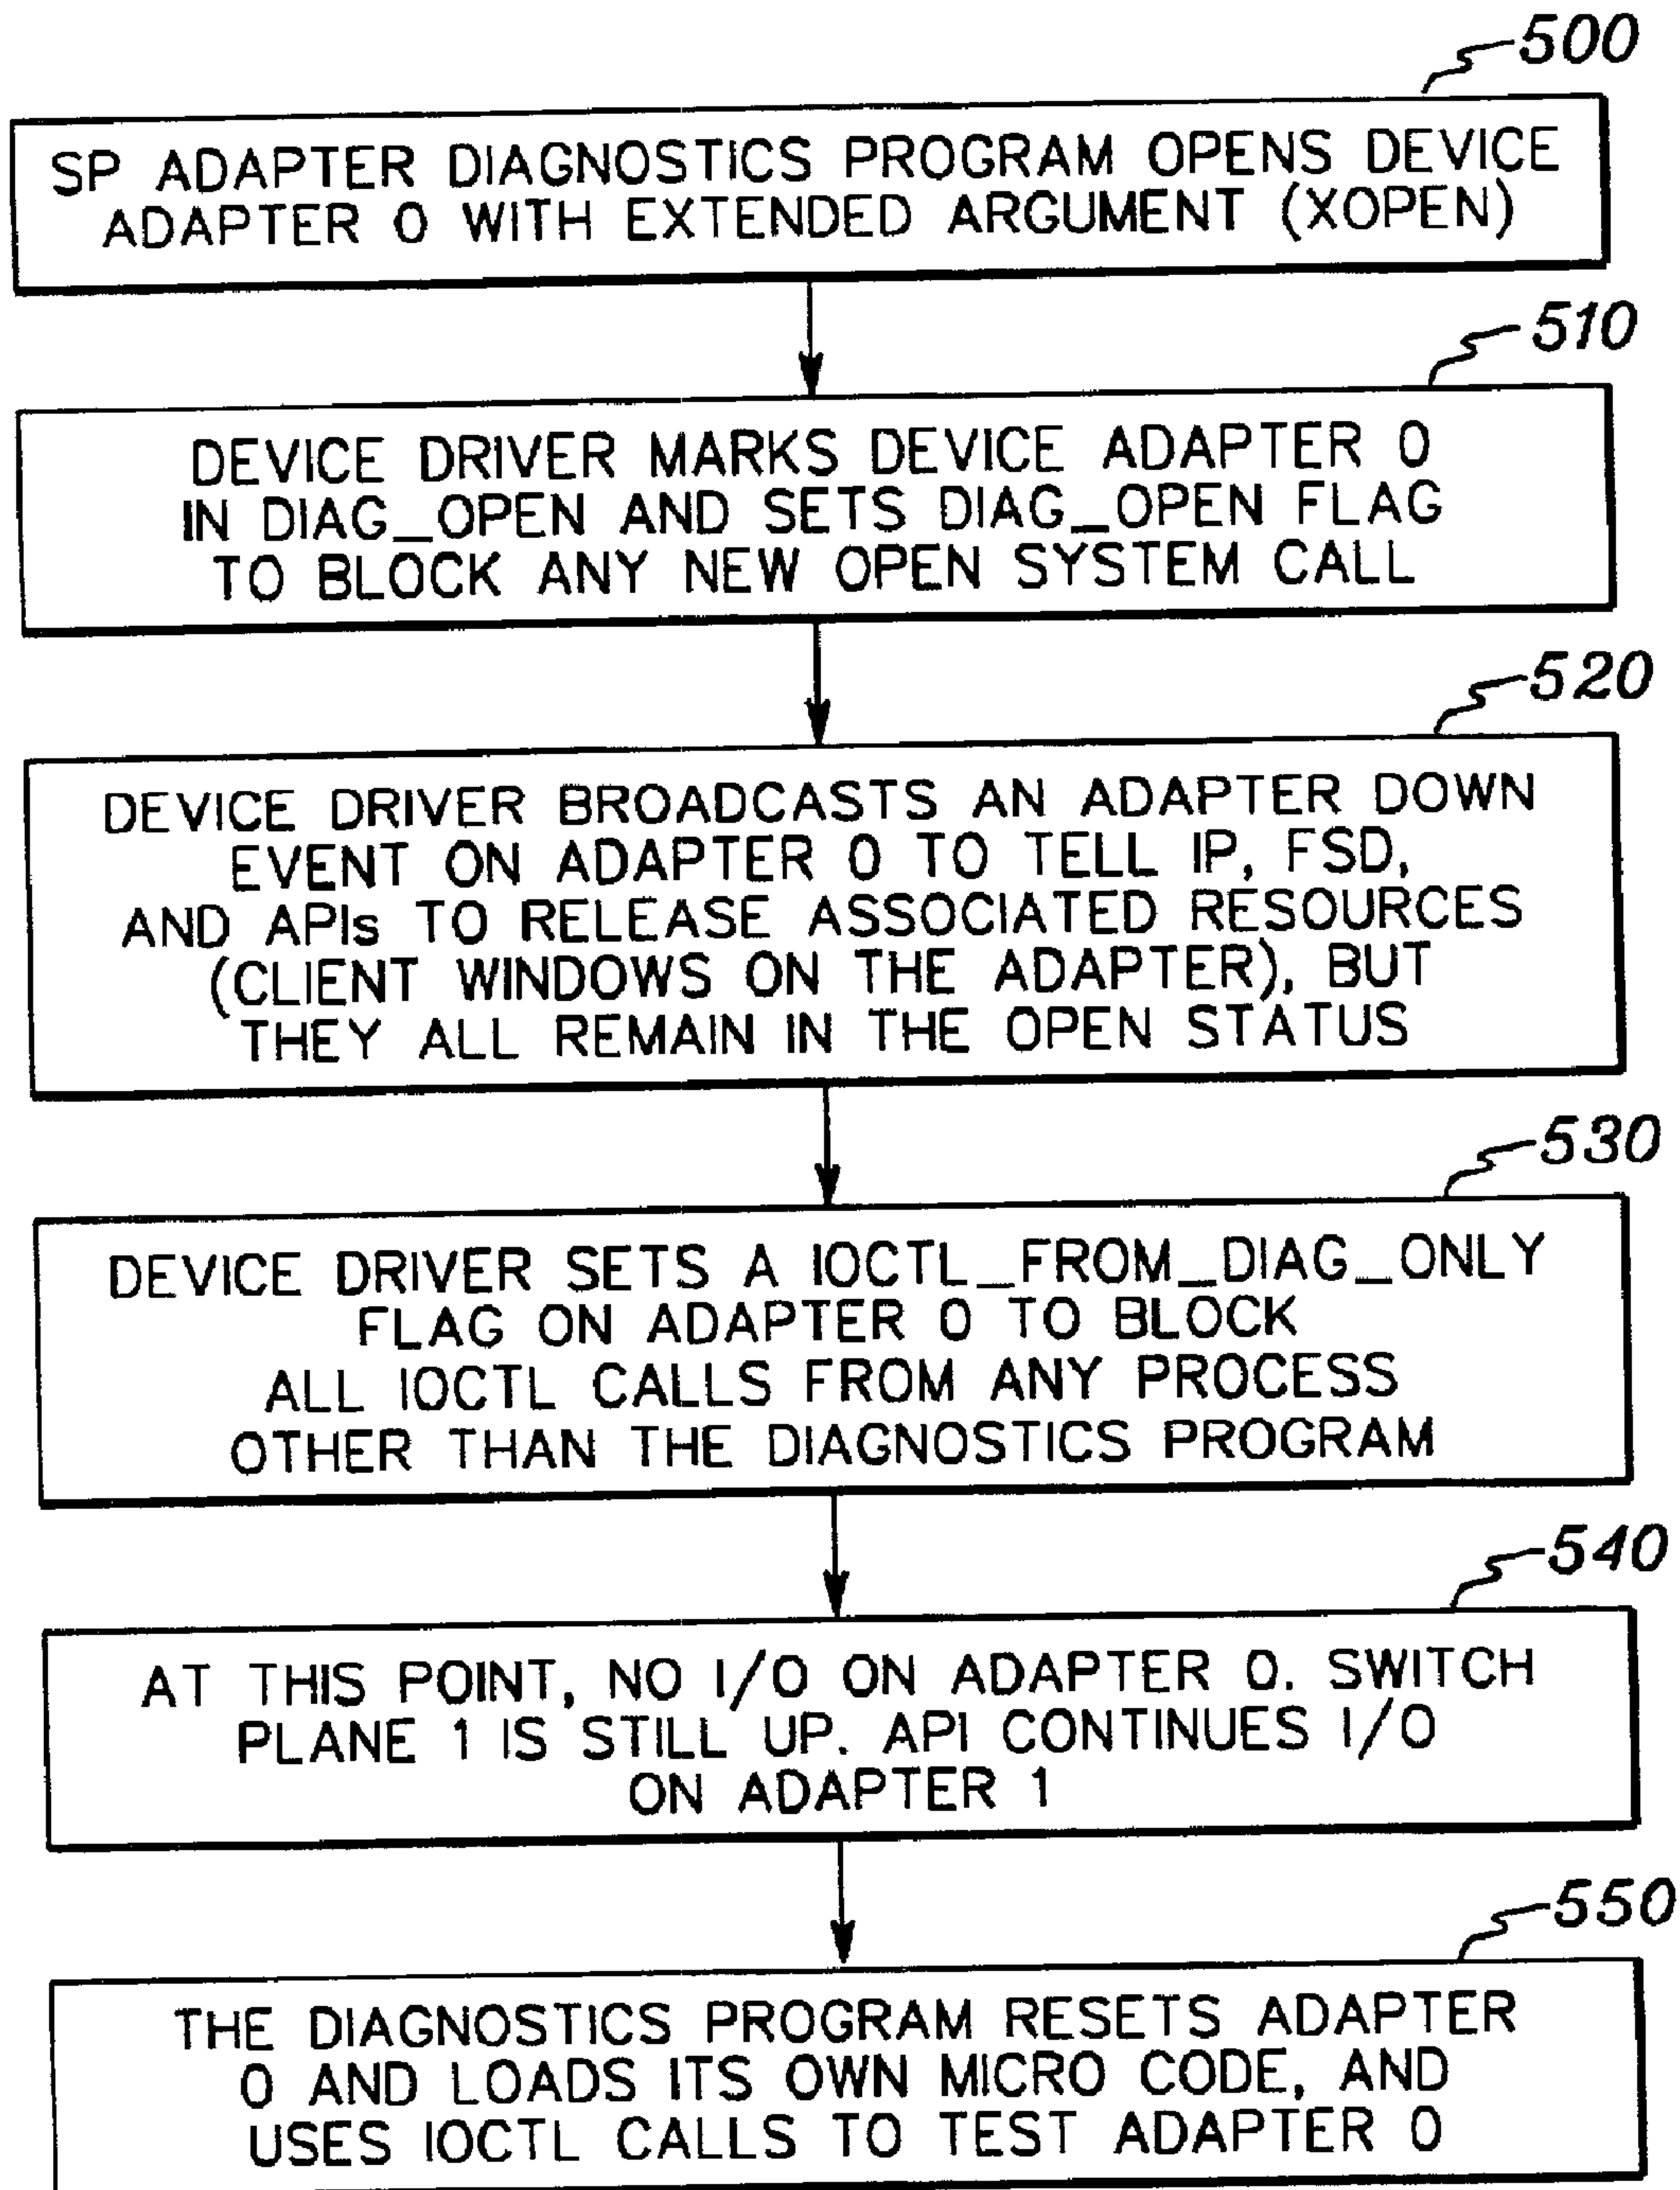 500
SP ADAPTER DIAGNOSTICS PROGRAM OPENS DEVICE
ADAPTER 0 WITH EXTENDED ARGUMENT (XOPEN)
510
DEVICE DRIVER MARKS DEVICE ADAPTER 0
IN DIAG_OPEN AND SETS DIAG_OPEN FLAG
TO BLOCK ANY NEW OPEN SYSTEM CALL
520
DEVICE DRIVER BROADCASTS AN ADAPTER DOWN
EVENT ON ADAPTER 0 TO TELL IP, FSD,
AND APIs TO RELEASE ASSOCIATED RESOURCES
(CLIENT WINDOWS ON THE ADAPTER), BUT
THEY ALL REMAIN IN THE OPEN STATUS
530
DEVICE DRIVER SETS A IOCTL_FROM_DIAG_ONLY
FLAG ON ADAPTER 0 TO BLOCK
ALL IOCTL CALLS FROM ANY PROCESS
OTHER THAN THE DIAGNOSTICS PROGRAM
540
AT THIS POINT, NO I/O ON ADAPTER 0. SWITCH
PLANE 1 IS STILL UP. API CONTINUES I/O
ON ADAPTER 1
550
THE DIAGNOSTICS PROGRAM RESETS ADAPTER
0 AND LOADS ITS OWN MICRO CODE, AND
USES IOCTL CALLS TO TEST ADAPTER 0